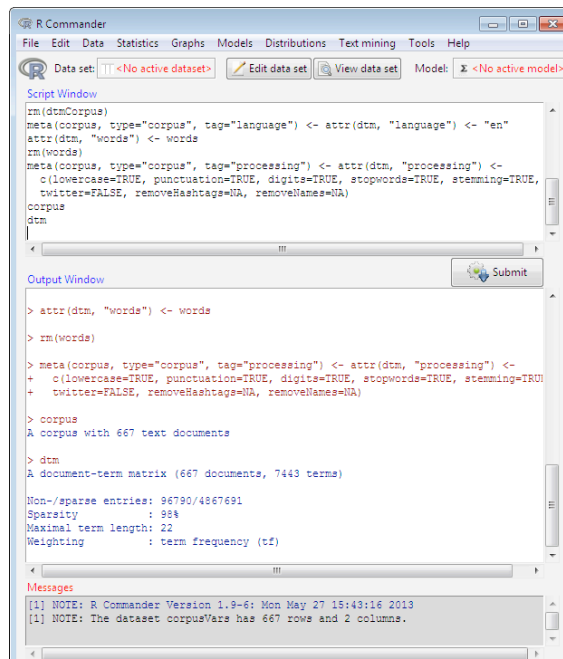 R Commander
File Edit Data Statistics Graphs Models Distributions Text mining Tools Help
R Data set: <No active dataset> Edit data set View data set Model: Σ <No active model>
Script Window
rm(dtmCorpus)
meta(corpus, type="corpus", tag="language") <- attr(dtm, "language") <- "en"
attr(dtm, "words") <- words
rm(words)
meta(corpus, type="corpus", tag="processing") <- attr(dtm, "processing") <-
  c(lowercase=TRUE, punctuation=TRUE, digits=TRUE, stopwords=TRUE, stemming=TRUE,
  twitter=FALSE, removeHashtags=NA, removeNames=NA)
corpus
dtm
Output Window
Submit
> attr(dtm, "words") <- words
> rm(words)
> meta(corpus, type="corpus", tag="processing") <- attr(dtm, "processing") <-
+   c(lowercase=TRUE, punctuation=TRUE, digits=TRUE, stopwords=TRUE, stemming=TRU
+   twitter=FALSE, removeHashtags=NA, removeNames=NA)
> corpus
A corpus with 667 text documents
> dtm
A document-term matrix (667 documents, 7443 terms)
Non-/sparse entries: 96790/4867691
Sparsity           : 98%
Maximal term length: 22
Weighting          : term frequency (tf)
Messages
[1] NOTE: R Commander Version 1.9-6: Mon May 27 15:43:16 2013
[1] NOTE: The dataset corpusVars has 667 rows and 2 columns.